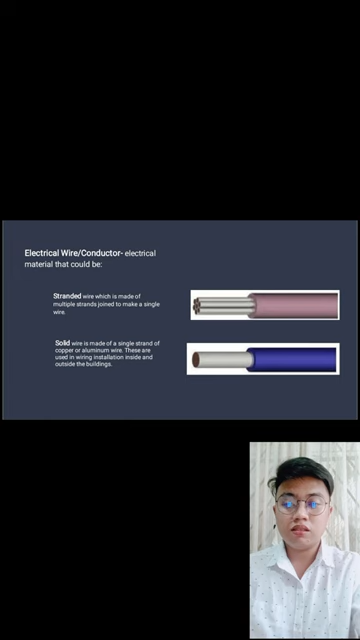 Electrical Wire/Conductor- electrical
material that could be:
Stranded wire which is made of
multiple strands joined to make a single
wire.
Solid wire is made of a single strand of
copper or aluminum wire. These are
used in wiring installation inside and
outside the buildings.